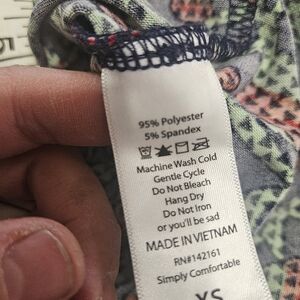 95% Polyester
5% Spandex
Machine Wash Cold
Gentle Cycle
Do Not Bleach
Hang Dry
Do Not Iron
or you'll be sad
MADE IN VIETNAM
RN#142161
Simply Comfortable
XS